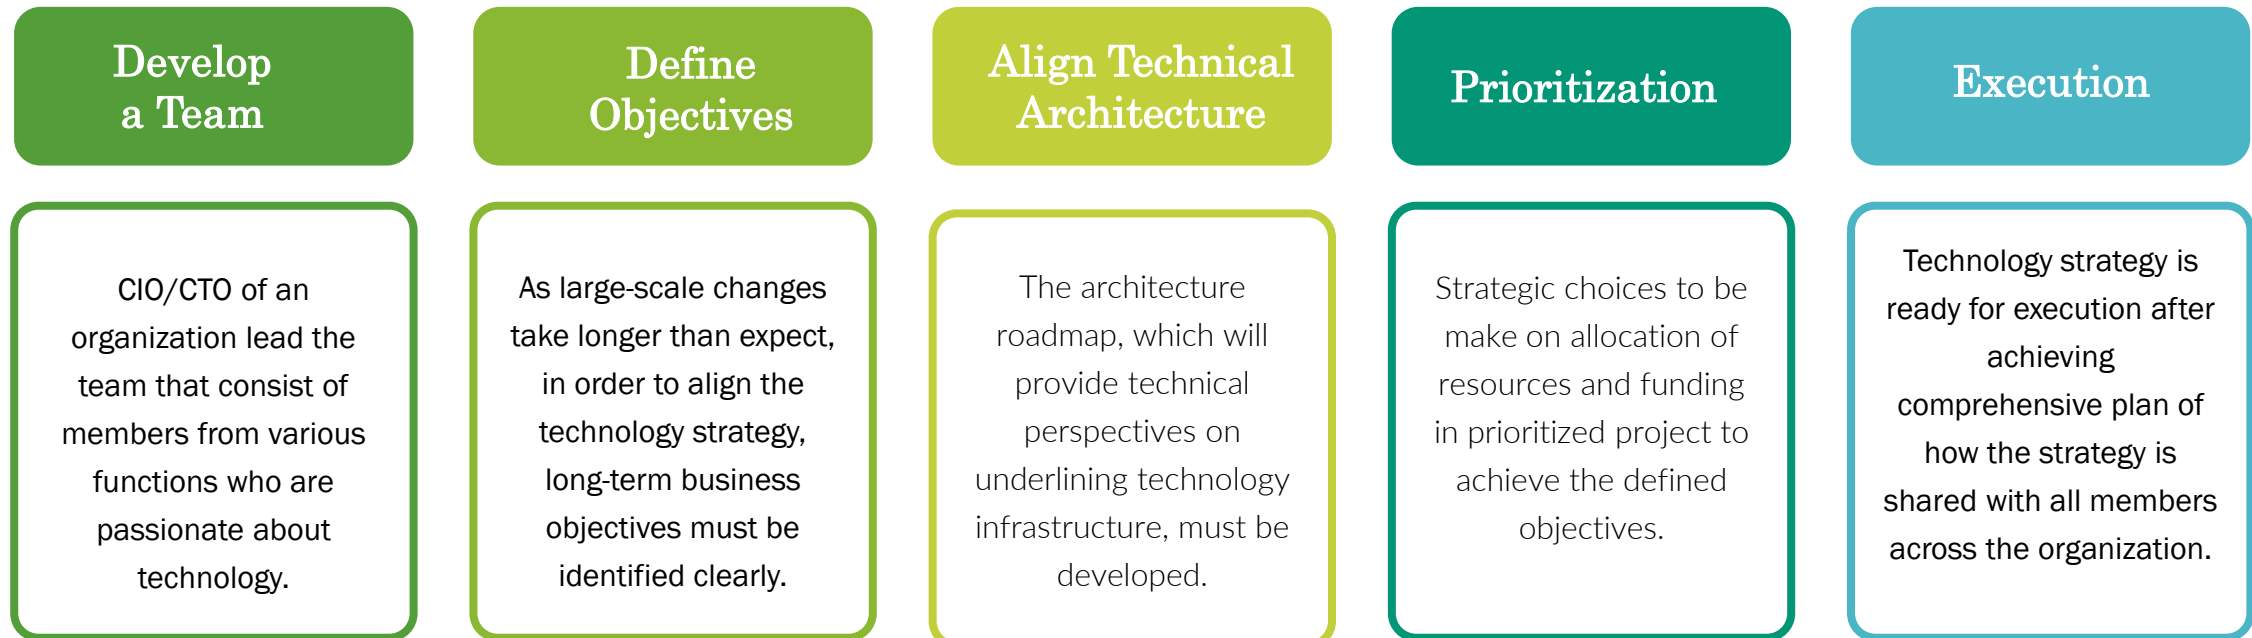 Develop
a Team
CIO/CTO of an
organization lead the
team that consist of
members from various
functions who are
passionate about
technology.
Define
Objectives
As large-scale changes
take longer than expect,
in order to align the
technology strategy,
long-term business
objectives must be
identified clearly.
Align Technical
Architecture
The architecture
roadmap, which will
provide technical
perspectives on
underlining technology
infrastructure, must be
developed.
Prioritization
Strategic choices to be
make on allocation of
resources and funding
in prioritized project to
achieve the defined
objectives.
Execution
Technology strategy is
ready for execution after
achieving
comprehensive plan of
how the strategy is
shared with all members
across the organization.